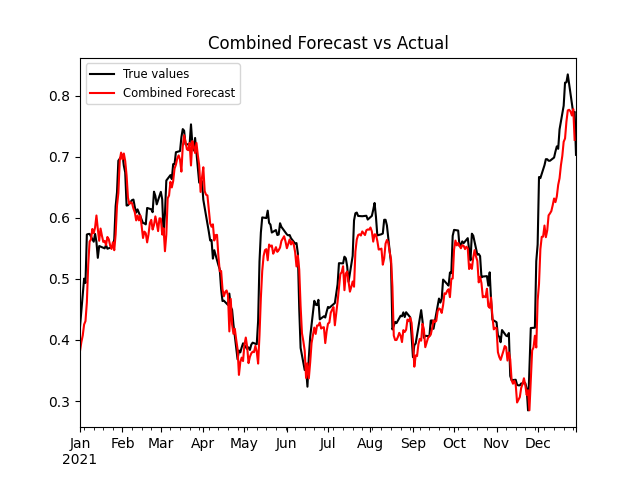 Combined Forecast vs Actual
True values
Combined Forecast
0.8
0.7
0.6
0.5
0.4
0.3
Jan Feb Mar Apr May Jun Jul Aug Sep Oct Nov Dec
2021